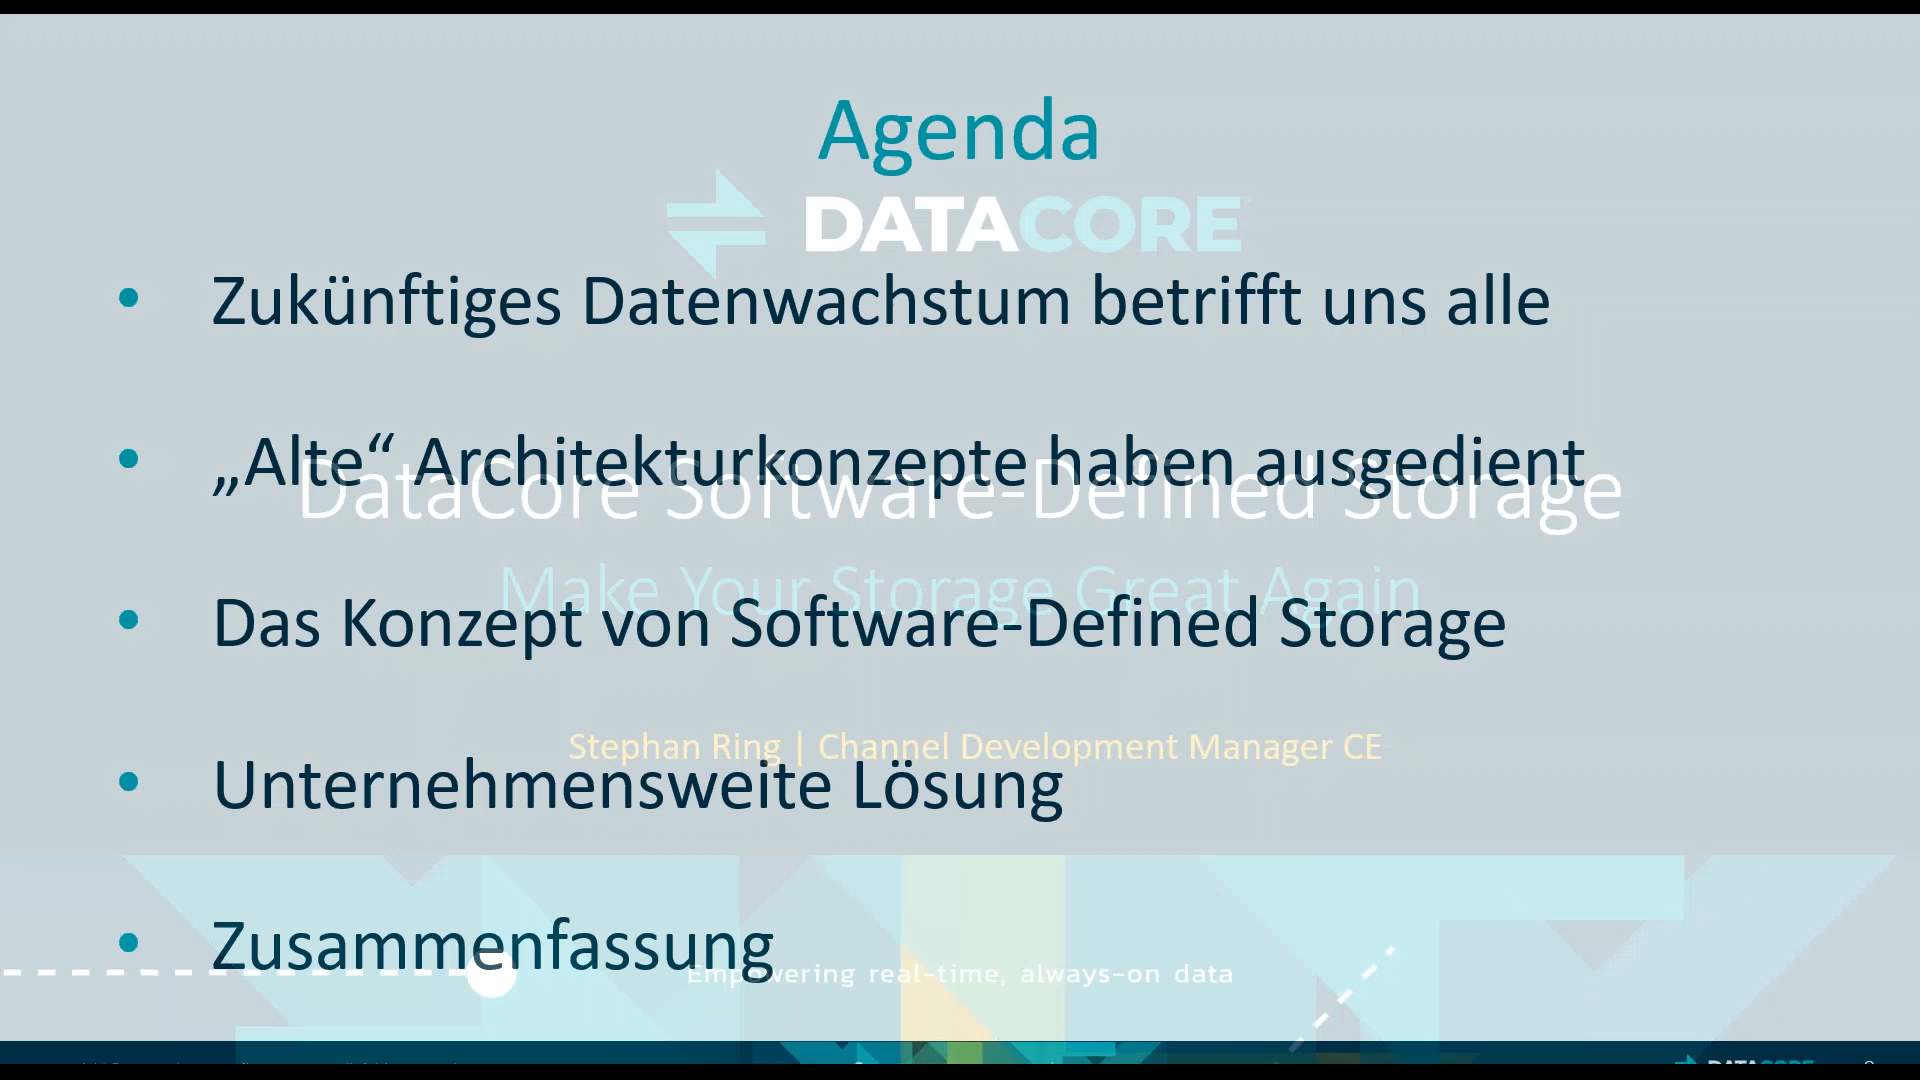 Agenda
DATACORE
• Zukünftiges Datenwachstum betrifft uns alle
• „Alte“ Architekturkonzepte haben ausgedient
DataCore Software-Defined Storage
Make Your Storage Great Again
• Das Konzept von Software-Defined Storage
Stephan Ring | Channel Development Manager CE
• Unternehmensweite Lösung
• Zusammenfassung
Empowering real-time, always-on data
DATACORE